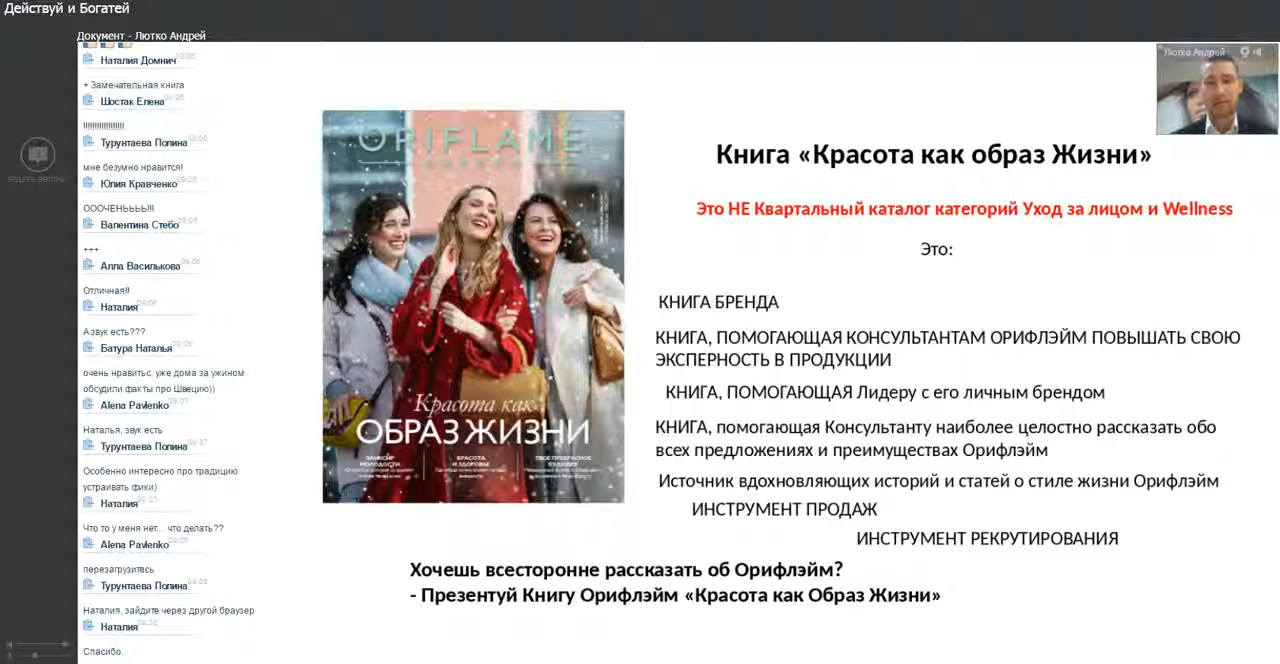 Действуй и Богатей
Документ - Лютко Андрей
Наталия Домнич
+ Замечательная книга
Шостак Елена
!!!!!!!!!!!!!!!!!!
Турунтаева Полина
мне безумно нравится!
Юлия Кравченко
ОООЧЕНЬЬЬЬ!!!
Валентина Стебо
+++
Алла Василькова
Отличная!!
Наталия
А звук есть???
Батура Наталья
очень нравитьс. уже дома за ужином
обсудили факты про Швецию))
Alena Pavlenko
Наталья, звук есть
Турунтаева Полина
Особенно интересно про традицию
устраивать фики)
Наталия
Что то у меня нет... что делать??
Alena Pavlenko
перезагрузитесь
Турунтаева Полина
Наталия, зайдите через другой браузер
Наталия
Спасибо.
ORIFLAME
Красота как
ОБРАЗ ЖИЗНИ
КРАСОТА
И ЗДОРОВЬЕ
Лютко Андрей
Книга «Красота как образ Жизни»
Это НЕ Квартальный каталог категорий Уход за лицом и Wellness
Это:
КНИГА БРЕНДА
КНИГА, ПОМОГАЮЩАЯ КОНСУЛЬТАНТАМ ОРИФЛЭЙМ ПОВЫШАТЬ СВОЮ
ЭКСПЕРНОСТЬ В ПРОДУКЦИИ
КНИГА, ПОМОГАЮЩАЯ Лидеру с его личным брендом
КНИГА, помогающая Консультанту наиболее целостно рассказать обо
всех предложениях и преимуществах Орифлэйм
Источник вдохновляющих историй и статей о стиле жизни Орифлэйм
ИНСТРУМЕНТ ПРОДАЖ
ИНСТРУМЕНТ РЕКРУТИРОВАНИЯ
Хочешь всесторонне рассказать об Орифлэйм?
- Презентуй Книгу Орифлэйм «Красота как Образ Жизни»